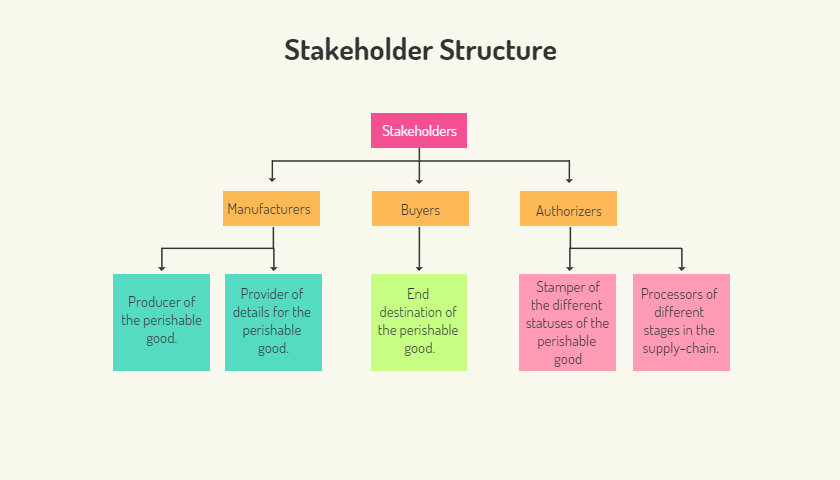 Stakeholder Structure
Stakeholders
Manufacturers
Buyers
Authorizers
Producer of
the perishable
good.
Provider of
details for the
perishable
good.
End
destination of
the perishable
good.
Stamper of
the different
statuses of the
perishable
good
Processors of
different
stages in the
supply-chain.